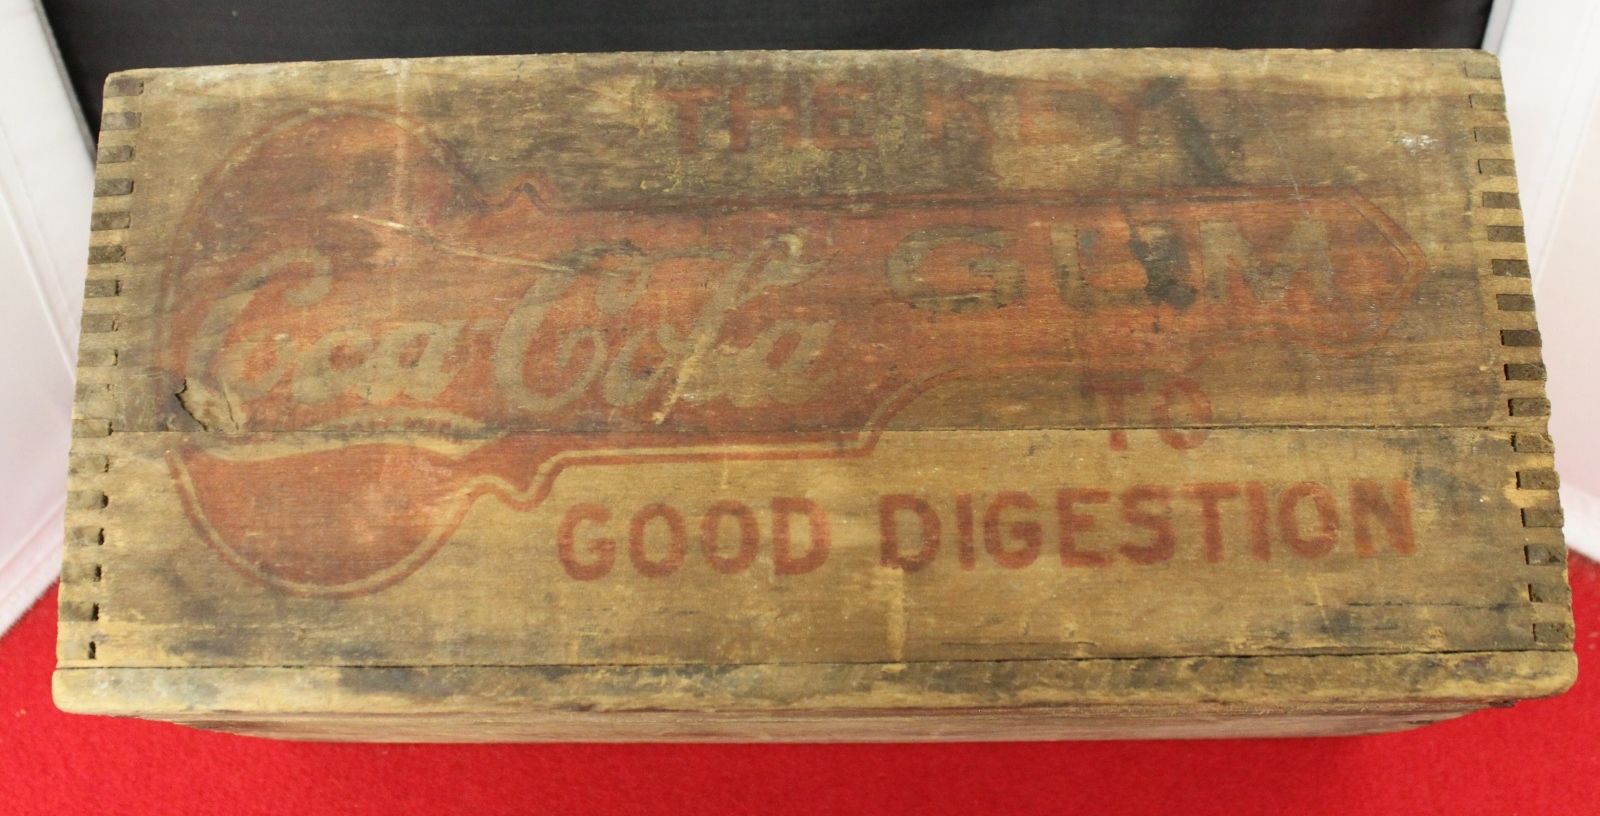 THE KEY
Coca-Cola GUM
TO
GOOD DIGESTION